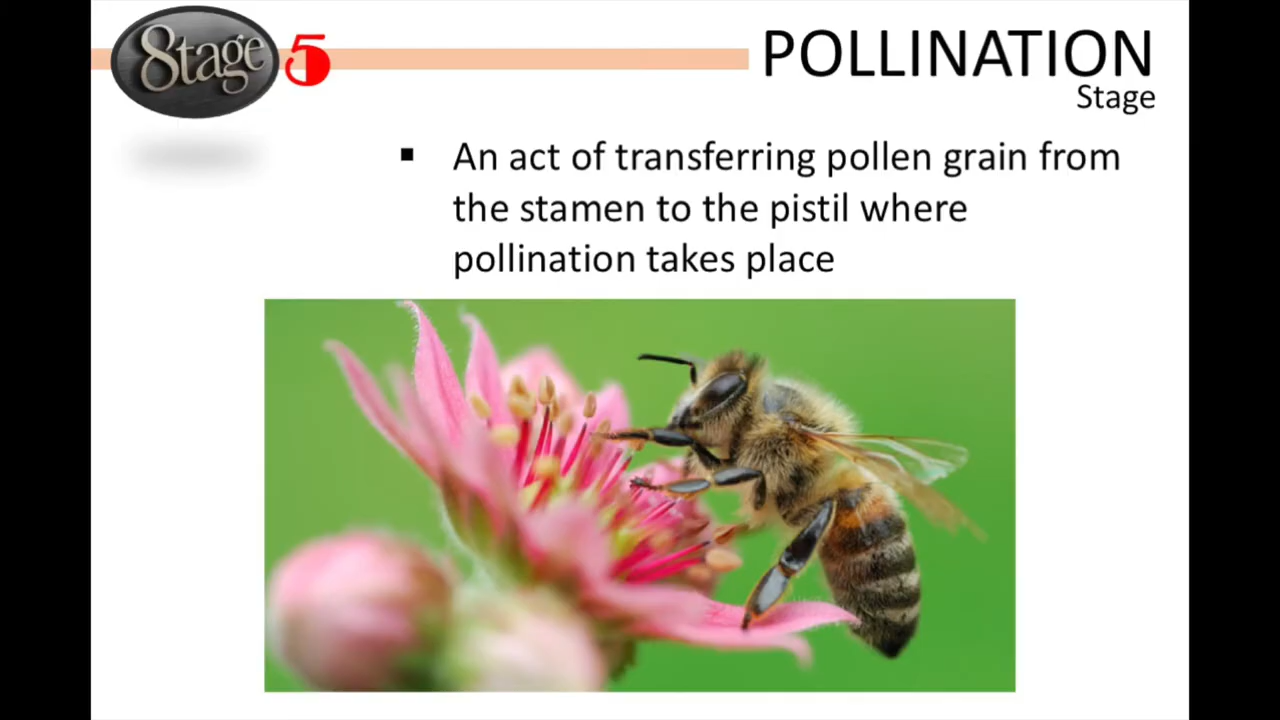 Stage 5
POLLINATION
Stage
▪ An act of transferring pollen grain from
the stamen to the pistil where
pollination takes place